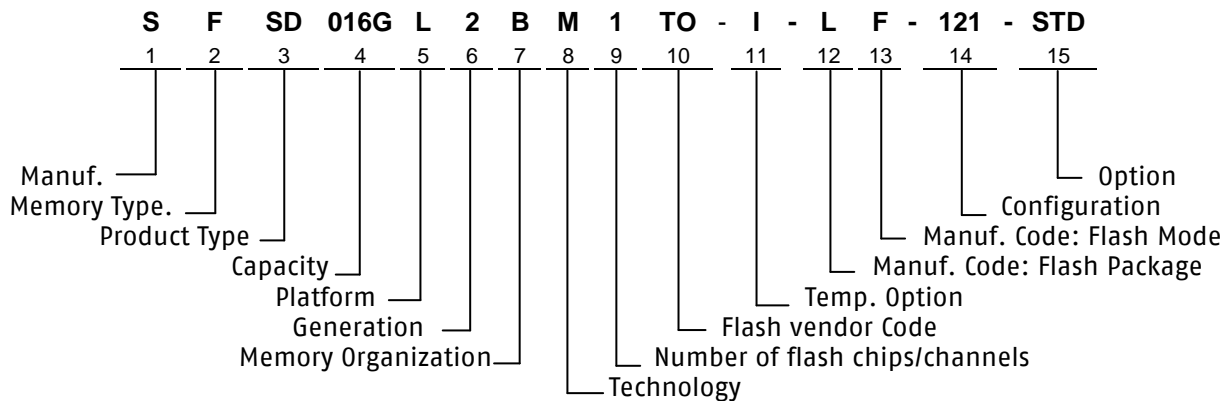 S F SD 016G L 2 B M 1 TO - I - L F - 121 - STD
1 2 3 4 5 6 7 8 9 10 11 12 13 14 15
Manuf. Option
Memory Type. Configuration
Product Type Manuf. Code: Flash Mode
Capacity Manuf. Code: Flash Package
Platform Temp. Option
Generation Flash vendor Code
Memory Organization Number of flash chips/channels
Technology